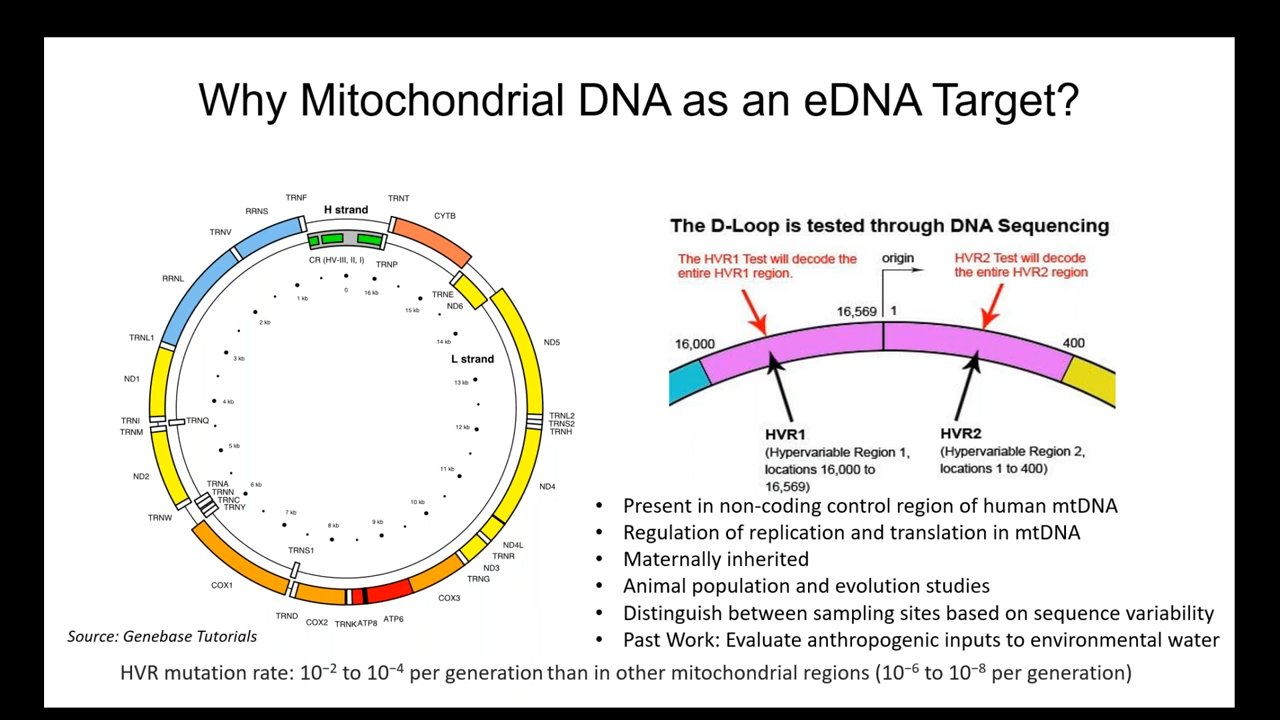 Why Mitochondrial DNA as an eDNA Target?
TRNF
H strand
TRNT
RRNS
CYTB
TRNV
CR (HV-III, II, I)
TRNP
RRNL
TRNE
ND6
0
16 kb
1 kb
15 kb
2 kb
14 kb
TRNL1
ND5
L strand
3 kb
13 kb
ND1
4 kb
12 kb
TRNI
TRNQ
TRNM
TRNL2
TRNS2
TRNH
5 kb
11 kb
ND2
TRNA
TRNN
TRNC
TRNY
6 kb
10 kb
ND4
TRNW
7 kb
8 kb
9 kb
TRNS1
ND4L
TRNR
ND3
TRNG
COX1
COX3
TRND
COX2
TRNK
ATP8
ATP6
Source: Genebase Tutorials
The D-Loop is tested through DNA Sequencing
The HVR1 Test will decode the
entire HVR1 region.
origin
HVR2 Test will decode
the entire HVR2 region
16,569
1
16,000
400
HVR1
(Hypervariable Region 1,
locations 16,000 to
16,569)
HVR2
(Hypervariable Region 2,
locations 1 to 400)
• Present in non-coding control region of human mtDNA
• Regulation of replication and translation in mtDNA
• Maternally inherited
• Animal population and evolution studies
• Distinguish between sampling sites based on sequence variability
• Past Work: Evaluate anthropogenic inputs to environmental water
HVR mutation rate: 10⁻² to 10⁻⁴ per generation than in other mitochondrial regions (10⁻⁶ to 10⁻⁸ per generation)